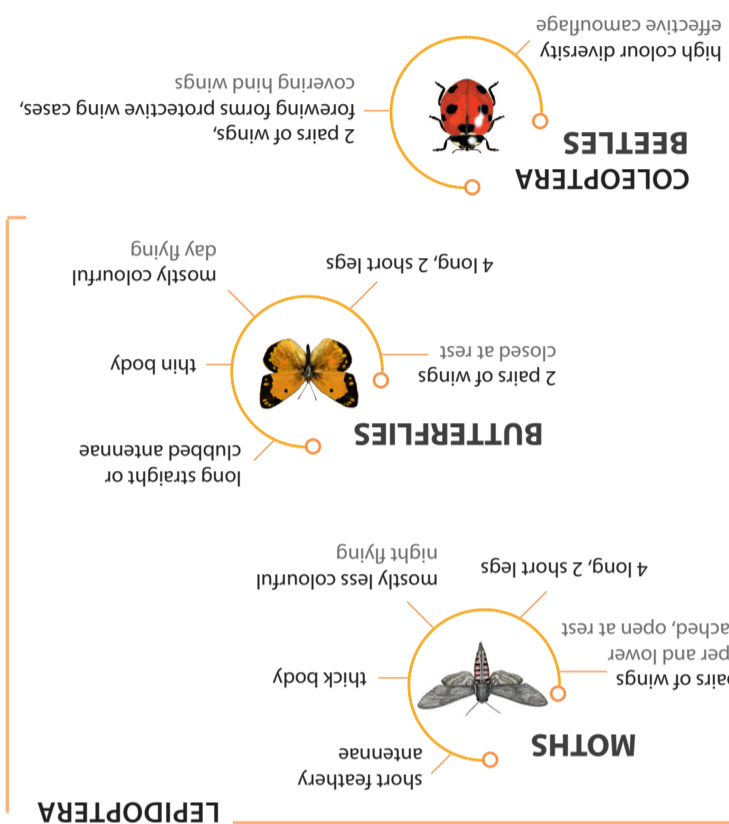 LEPIDOPTERA
MOTHS
short feathery
antennae
pairs of wings
and lower
open at rest
thick body
4 long, 2 short legs
mostly less colourful
night flying
BUTTERFLIES
long straight or
clubbed antennae
2 pairs of wings
closed at rest
thin body
4 long, 2 short legs
mostly colourful
day flying
COLEOPTERA
BEETLES
2 pairs of wings,
forewing forms protective wing cases,
covering hind wings
high colour diversity
effective camouflage